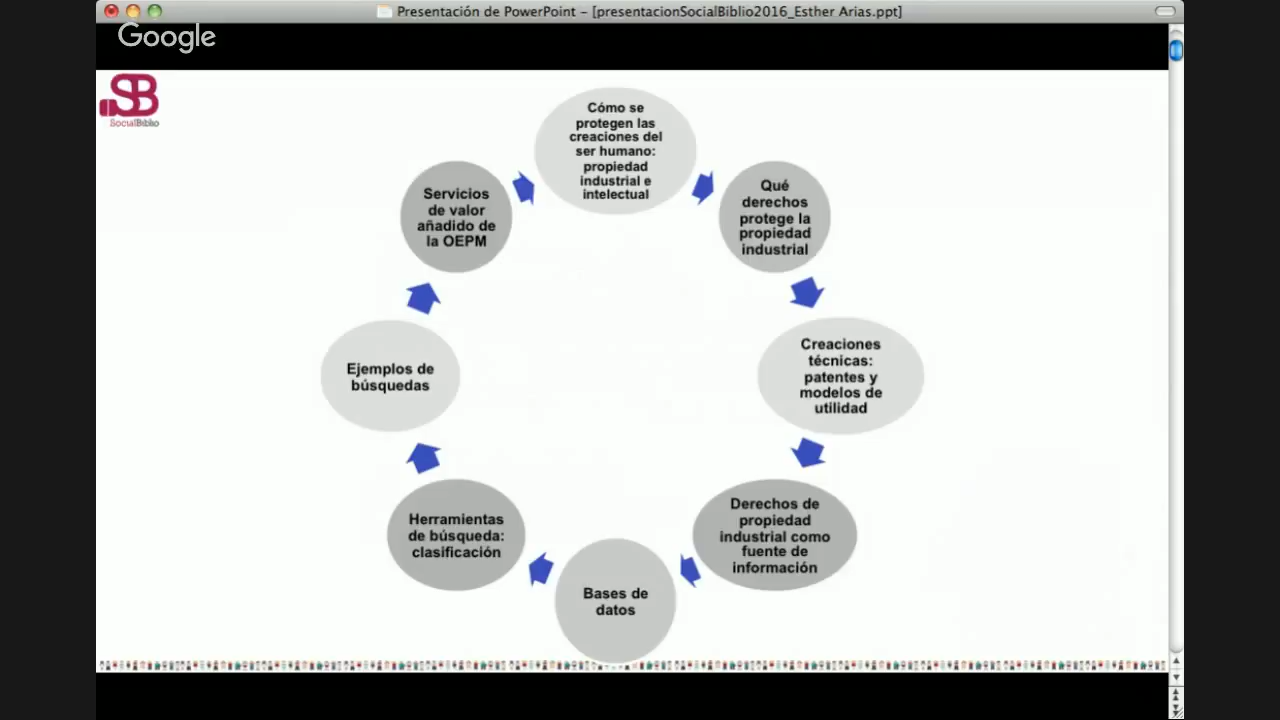 Presentación de PowerPoint - [presentacionSocialBiblio2016_Esther Arias.ppt]
Google
SB
SocialBiblio
Cómo se
protegen las
creaciones del
ser humano:
propiedad
industrial e
intelectual
Qué
derechos
protege la
propiedad
industrial
Creaciones
técnicas:
patentes y
modelos de
utilidad
Derechos de
propiedad
industrial como
fuente de
información
Bases de
datos
Herramientas
de búsqueda:
clasificación
Ejemplos de
búsquedas
Servicios
de valor
añadido de
la OEPM